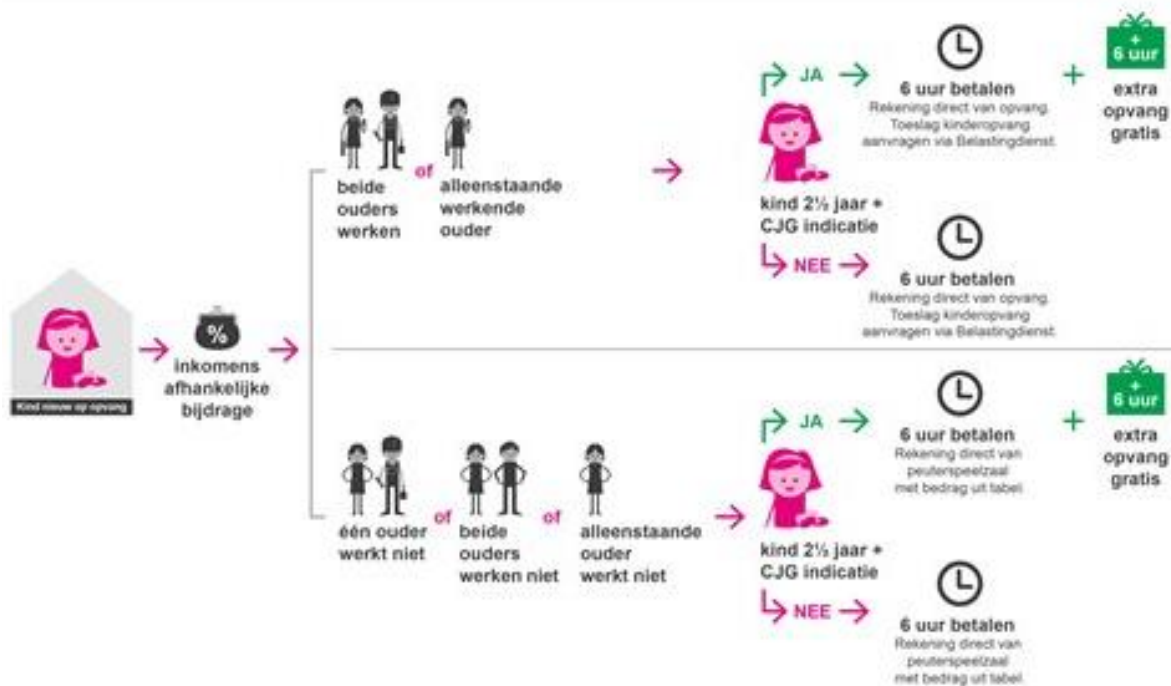 Kind nieuw op opvang
%
inkomens
afhankelijke
bijdrage
beide
ouders
werken
of
alleenstaande
werkende
ouder
kind 2½ jaar +
CJG indicatie
JA
6 uur betalen
Rekening direct van opvang.
Toeslag kinderopvang
aanvragen via Belastingdienst.
+
+
6 uur
extra
opvang
gratis
NEE
6 uur betalen
Rekening direct van opvang.
Toeslag kinderopvang
aanvragen via Belastingdienst.
één ouder
werkt niet
of
beide
ouders
werken niet
of
alleenstaande
ouder
werkt niet
kind 2½ jaar +
CJG indicatie
JA
6 uur betalen
Rekening direct van
peuterspeelzaal
met bedrag uit tabel.
+
+
6 uur
extra
opvang
gratis
NEE
6 uur betalen
Rekening direct van
peuterspeelzaal
met bedrag uit tabel.